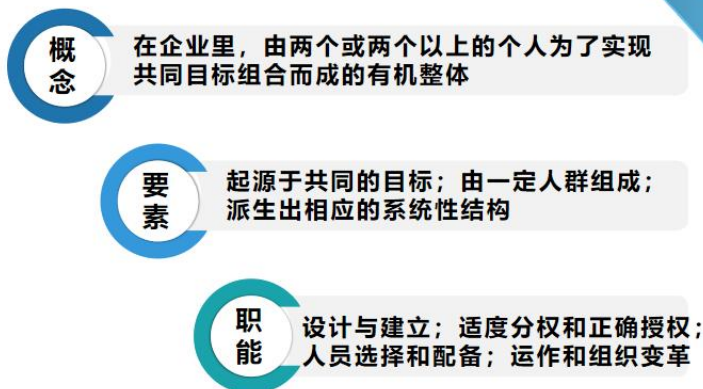 概念
在企业里，由两个或两个以上的个人为了实现
共同目标组合而成的有机整体
要素
起源于共同的目标；由一定人群组成；
派生出相应的系统性结构
职能
设计与建立；适度分权和正确授权；
人员选择和配备；运作和组织变革